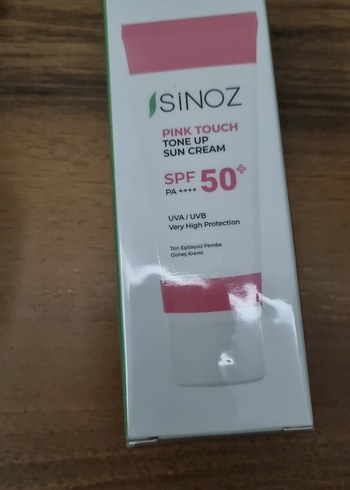 SiNOZ
PINK TOUCH
TONE UP
SUN CREAM
SPF 50+
PA ++++
UVA / UVB
Very High Protection
Ton Eşitleyici Pembe
Güneş Kremi